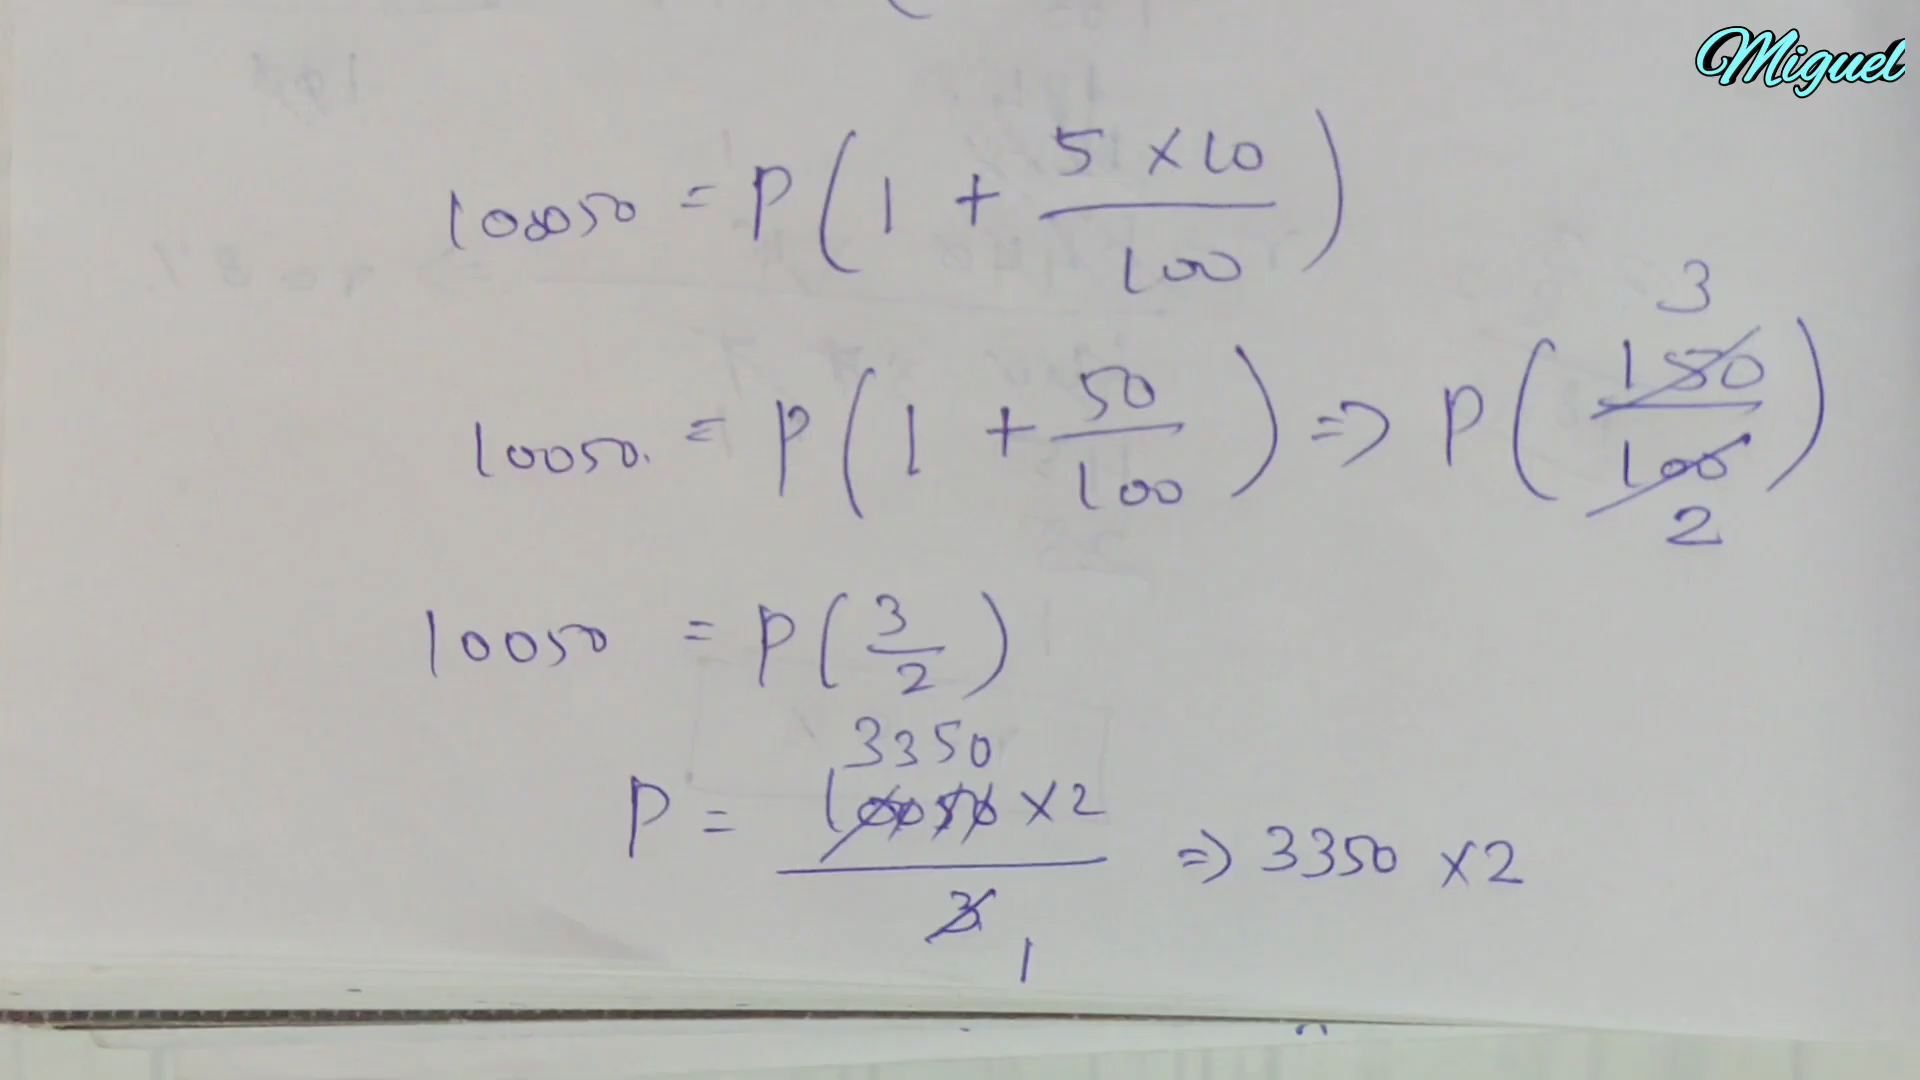 Miguel
10050 = P ( 1 + 5 × 10 / 100 )
10050. = P ( 1 + 50 / 100 ) => P ( 150 / 100 ) 3 2
10050 = P ( 3 / 2 )
3350
P = 10050 × 2 / 3 => 3350 × 2
1